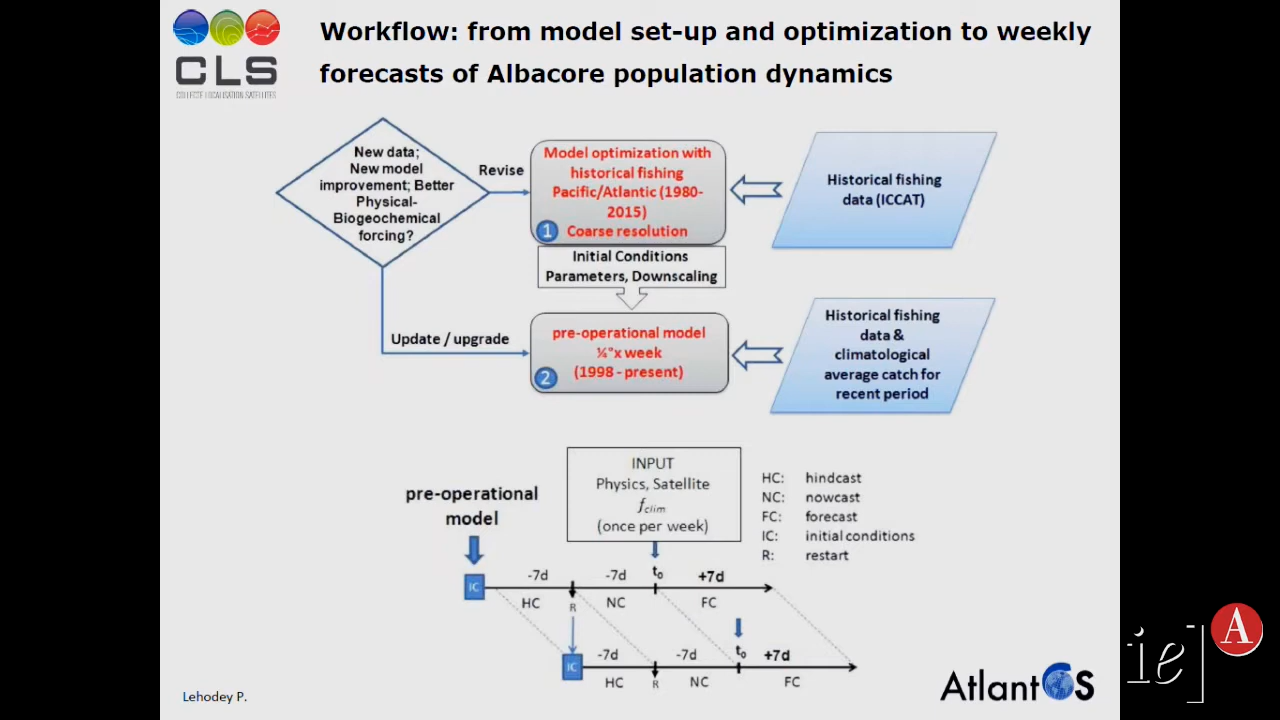 Workflow: from model set-up and optimization to weekly
forecasts of Albacore population dynamics
CLS
COLLECTE LOCALISATION SATELLITES
New data;
New model
improvement; Better
Physical-
Biogeochemical
forcing?
Revise
Model optimization with
historical fishing
Pacific/Atlantic (1980-
2015)
1 Coarse resolution
Historical fishing
data (ICCAT)
Initial Conditions
Parameters, Downscaling
Update / upgrade
pre-operational model
¼°x week
(1998 - present)
2
Historical fishing
data &
climatological
average catch for
recent period
pre-operational
model
INPUT
Physics, Satellite
fclim
(once per week)
HC: hindcast
NC: nowcast
FC: forecast
IC: initial conditions
R: restart
-7d -7d t0 +7d
IC
HC R NC FC
-7d -7d t0 +7d
IC
HC R NC FC
Lehodey P.
AtlantOS
ie] A